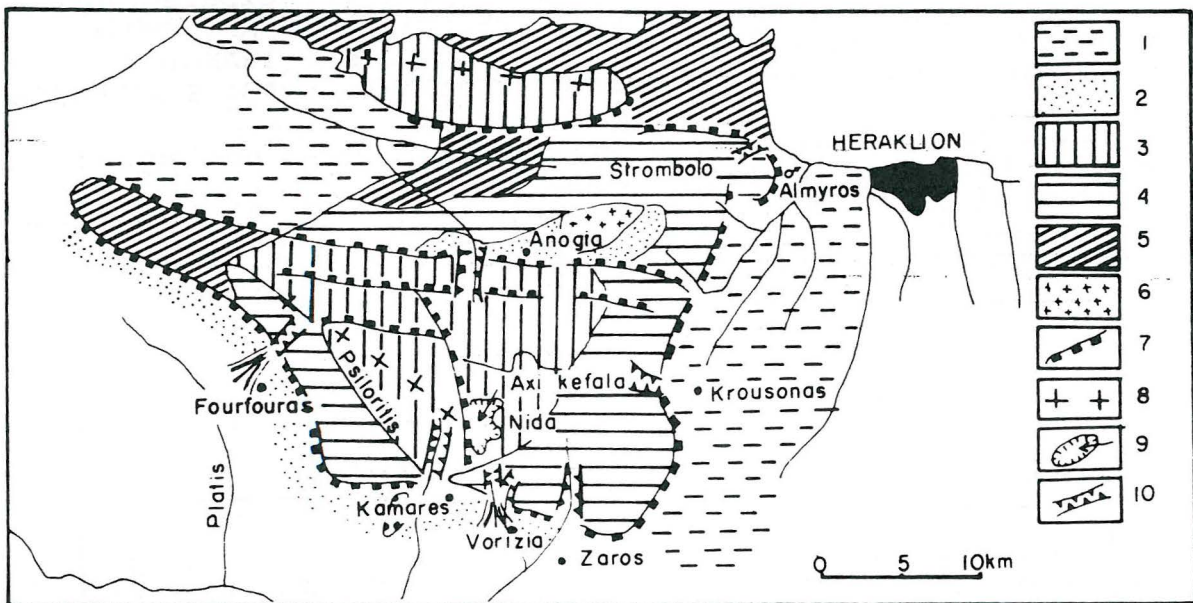 HERAKLION
Strombolo
Almyros
Anogia
Psiloritis
Axi kefala
Krousonas
Nida
Fourfouras
Platis
Kamares
Vorizia
Zaros
1
2
3
4
5
6
7
8
9
10
0 5 10km